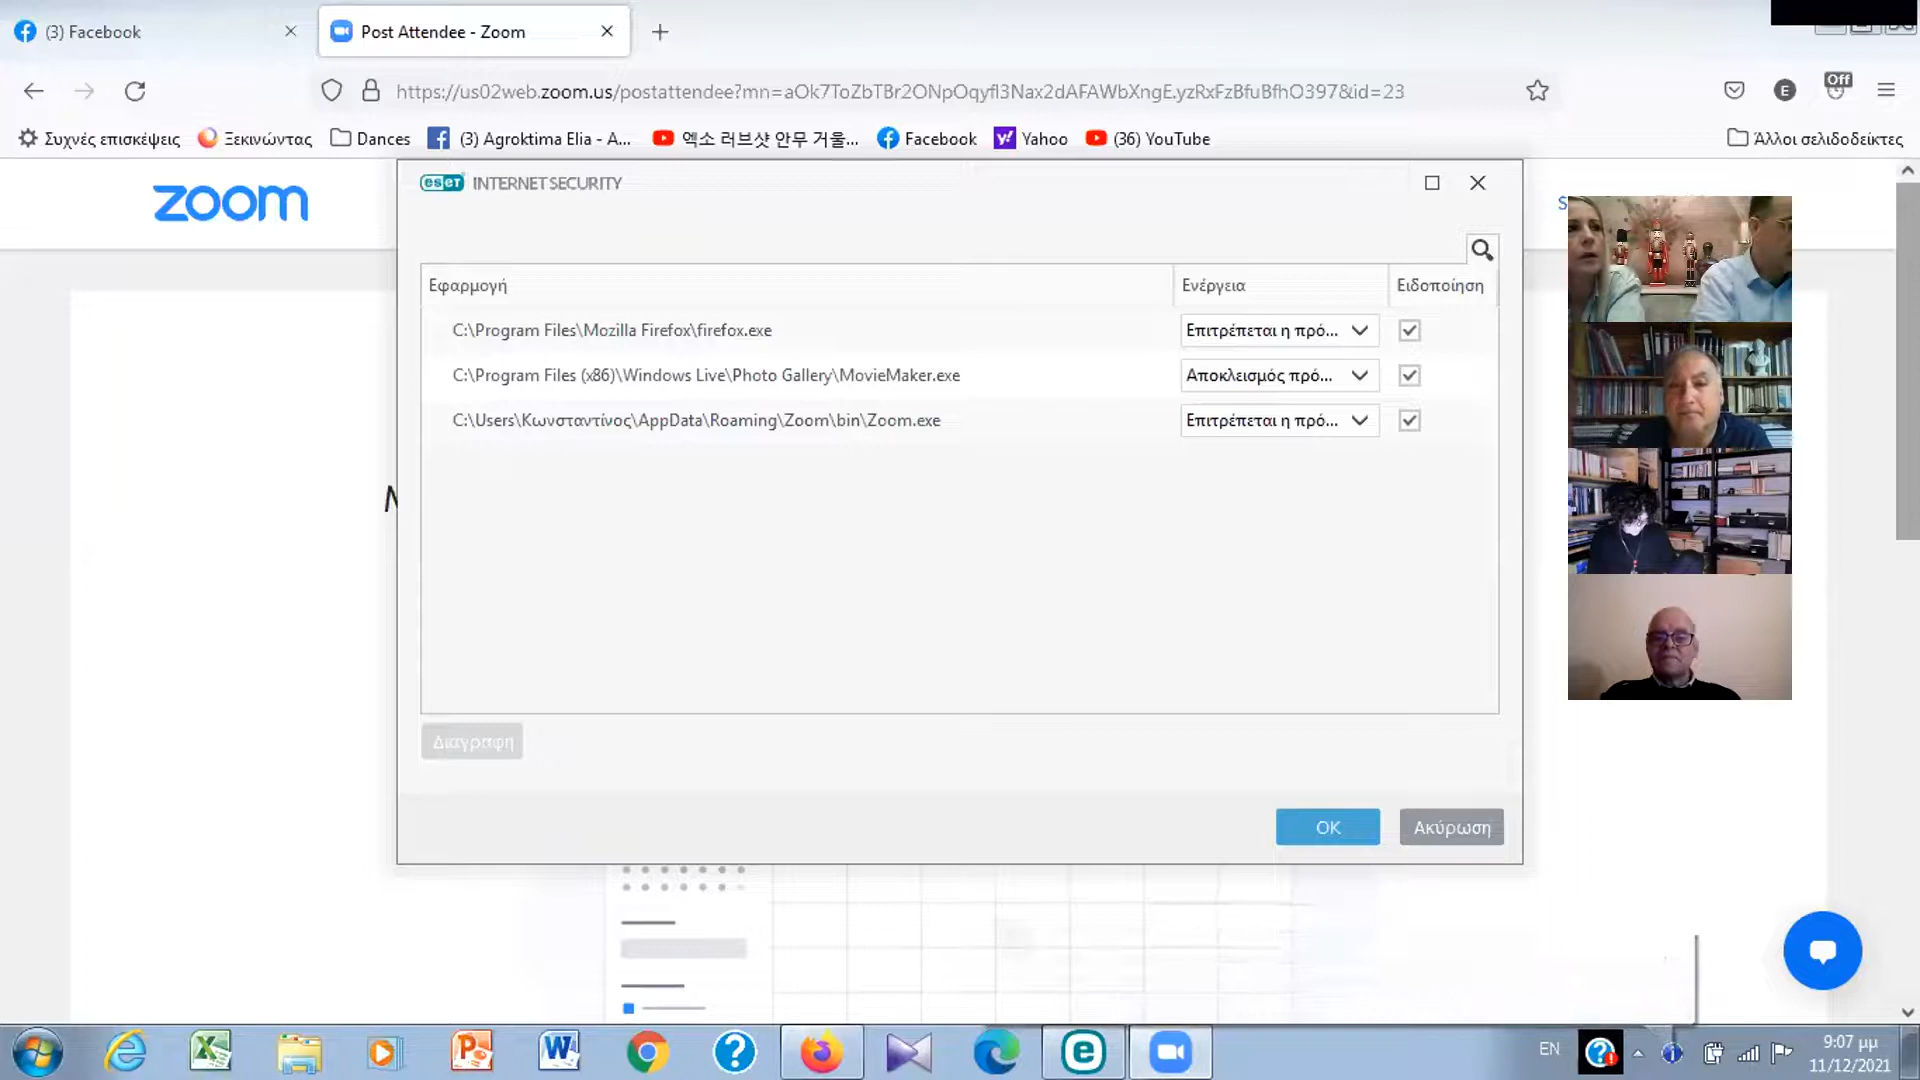 (3) Facebook
Post Attendee - Zoom
https://us02web.zoom.us/postattendee?mn=aOk7ToZbTBr2ONpOqyfl3Nax2dAFAWbXngE.yzRxFzBfuBfhO397&id=23
E
Off
Συχνές επισκέψεις
Ξεκινώντας
Dances
(3) Agroktima Elia - A...
엑소 러브샷 안무 거울...
Facebook
Yahoo
(36) YouTube
Άλλοι σελιδοδείκτες
zoom
eseT INTERNET SECURITY
S
Εφαρμογή
Ενέργεια
Ειδοποίηση
C:\Program Files\Mozilla Firefox\firefox.exe
Επιτρέπεται η πρό...
C:\Program Files (x86)\Windows Live\Photo Gallery\MovieMaker.exe
Αποκλεισμός πρό...
C:\Users\Κωνσταντίνος\AppData\Roaming\Zoom\bin\Zoom.exe
Επιτρέπεται η πρό...
Διαγραφή
OK
Ακύρωση
EN
9:07 μμ
11/12/2021